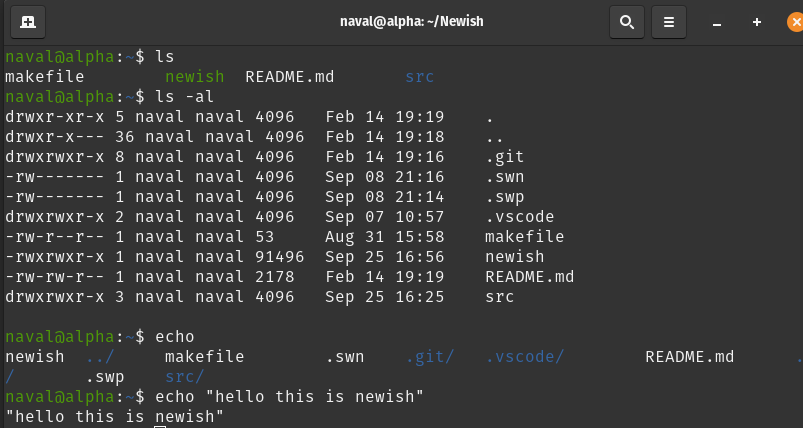 naval@alpha: ~/Newish
naval@alpha:~$ ls
makefile newish README.md src
naval@alpha:~$ ls -al
drwxr-xr-x 5 naval naval 4096 Feb 14 19:19 .
drwxr-x--- 36 naval naval 4096 Feb 14 19:18 ..
drwxrwxr-x 8 naval naval 4096 Feb 14 19:16 .git
-rw------- 1 naval naval 4096 Sep 08 21:16 .swn
-rw------- 1 naval naval 4096 Sep 08 21:14 .swp
drwxrwxr-x 2 naval naval 4096 Sep 07 10:57 .vscode
-rw-r--r-- 1 naval naval 53 Aug 31 15:58 makefile
-rwxrwxr-x 1 naval naval 91496 Sep 25 16:56 newish
-rw-rw-r-- 1 naval naval 2178 Feb 14 19:19 README.md
drwxrwxr-x 3 naval naval 4096 Sep 25 16:25 src
naval@alpha:~$ echo
newish ../ makefile .swn .git/ .vscode/ README.md .
/ .swp src/
naval@alpha:~$ echo "hello this is newish"
"hello this is newish"